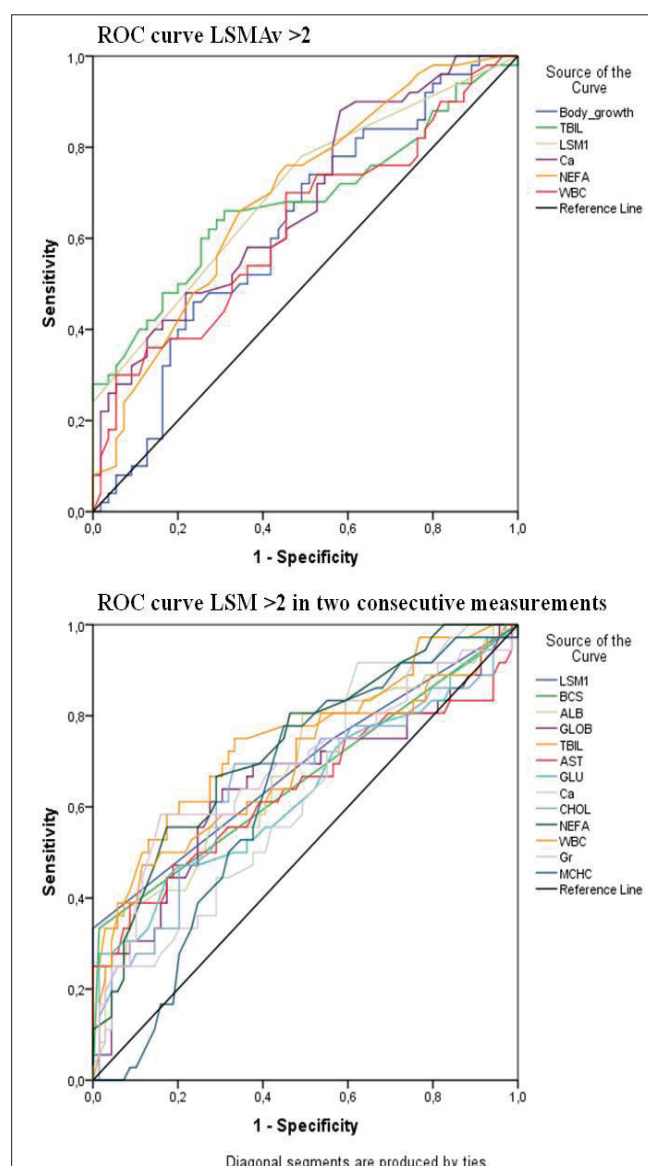 ROC curve LSMAv >2
1,0
0,8
0,6
0,4
0,2
0,0
Sensitivity
0,0 0,2 0,4 0,6 0,8 1,0
1 - Specificity
Source of the
Curve
Body_growth
TBIL
LSM1
Ca
NEFA
WBC
Reference Line
ROC curve LSM >2 in two consecutive measurements
1,0
0,8
0,6
0,4
0,2
0,0
Sensitivity
0,0 0,2 0,4 0,6 0,8 1,0
1 - Specificity
Source of the
Curve
LSM1
BCS
ALB
GLOB
TBIL
AST
GLU
Ca
CHOL
NEFA
WBC
Gr
MCHC
Reference Line
Diagonal segments are produced by ties